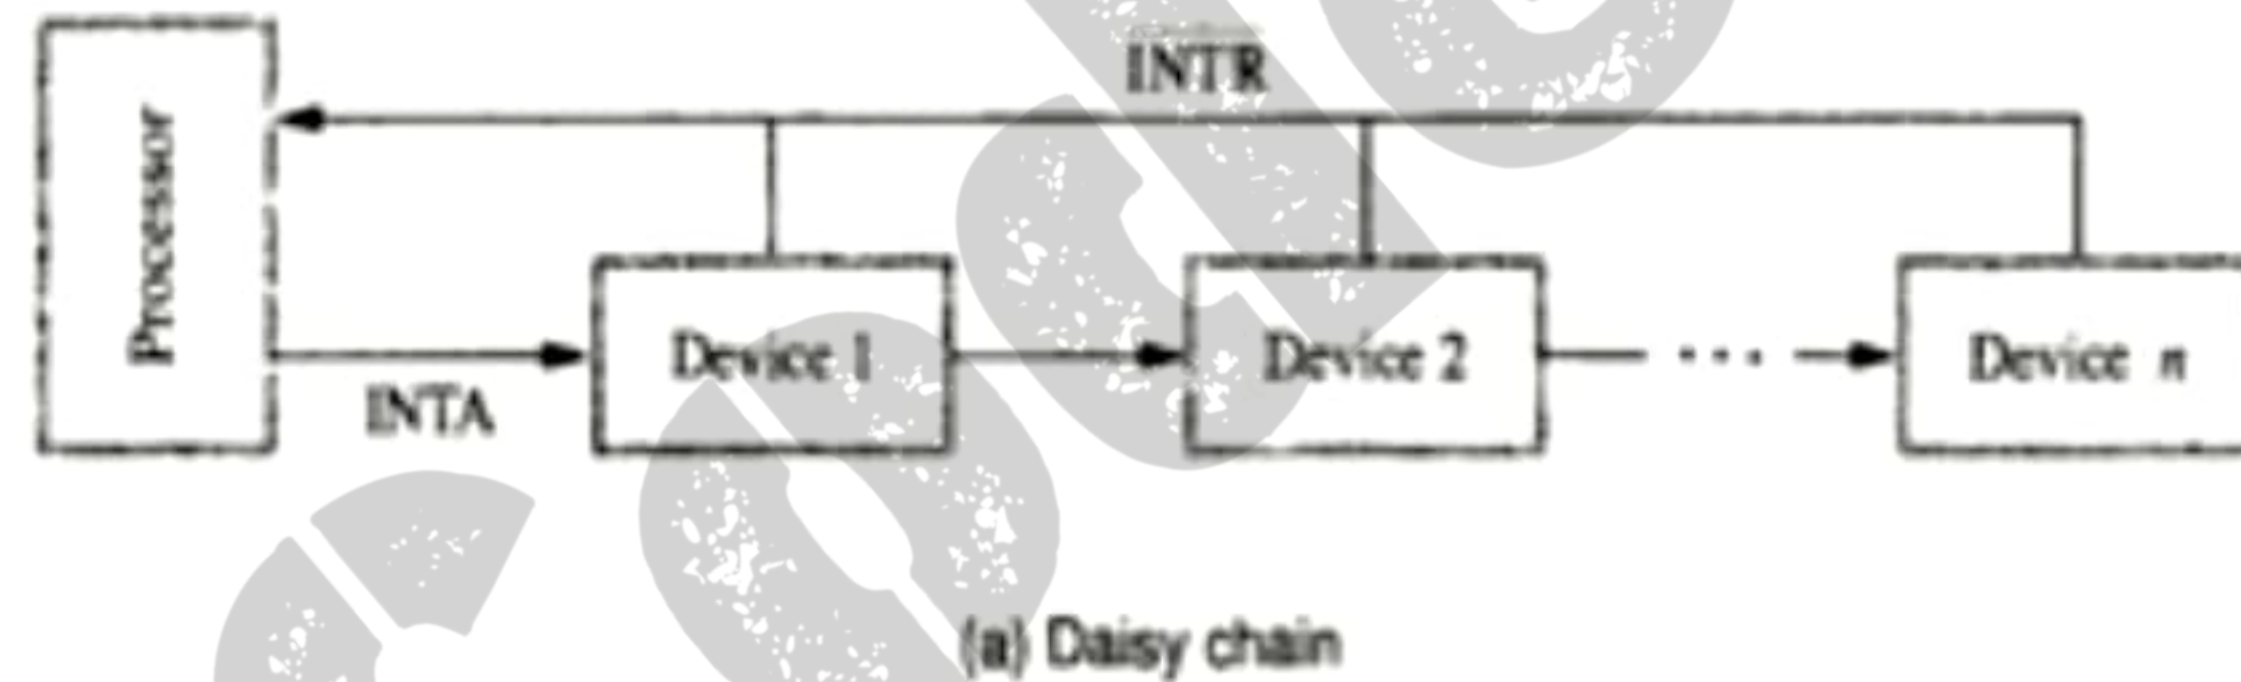 INTR
Processor
Device 1
Device 2
Device n
INTA
(a) Daisy chain